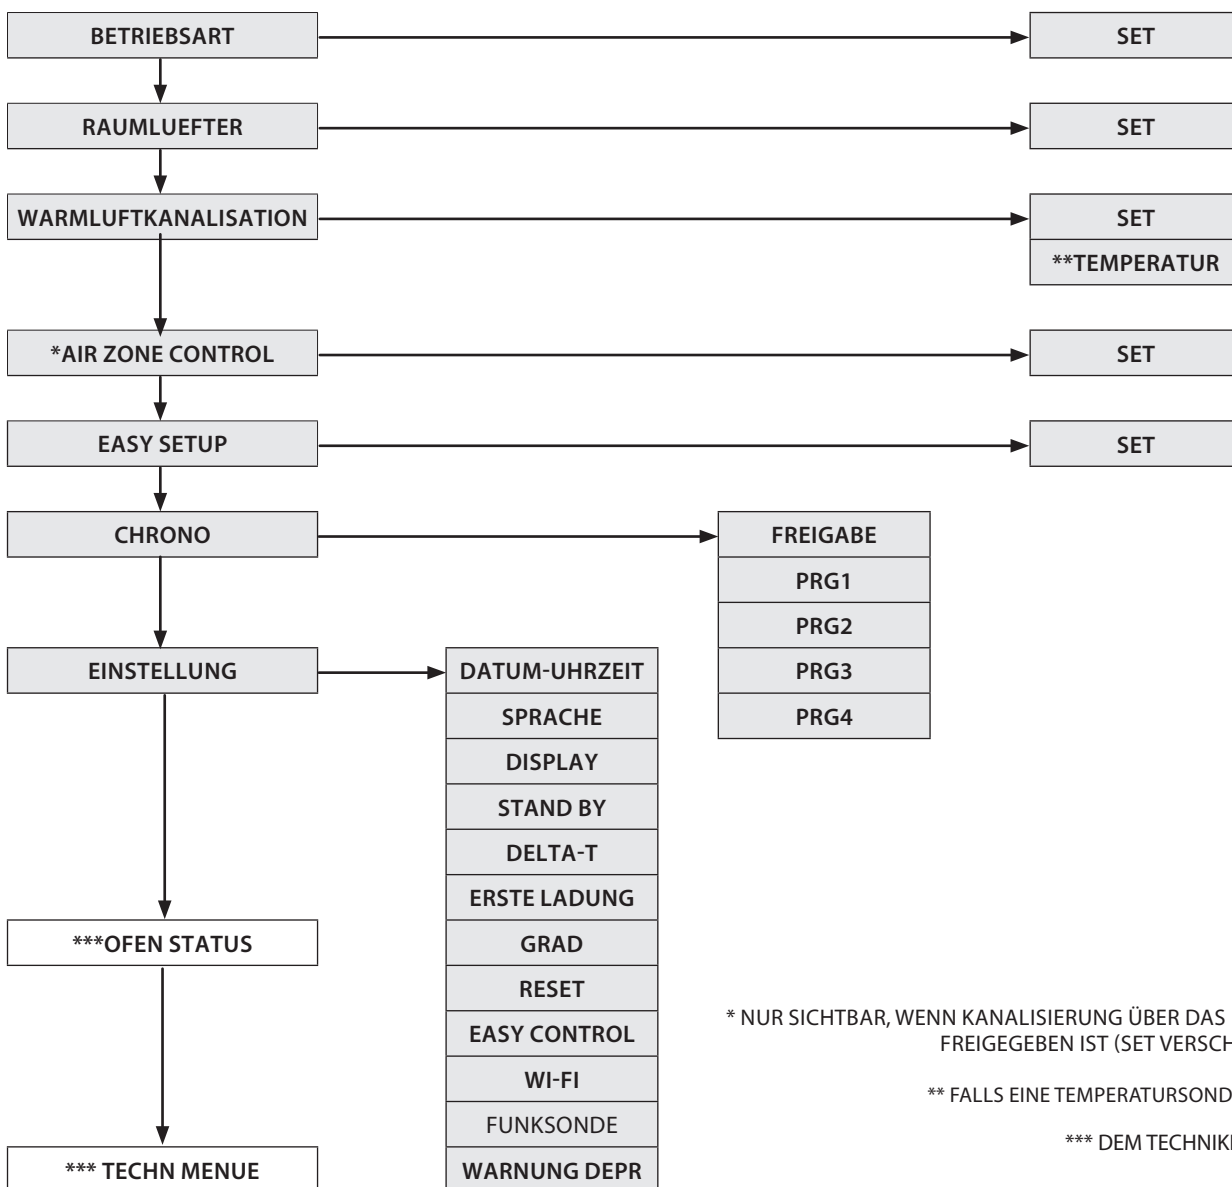 BETRIEBSART
SET
RAUMLUEFTER
SET
WARMLUFTKANALISATION
SET
**TEMPERATUR
*AIR ZONE CONTROL
SET
EASY SETUP
SET
CHRONO
FREIGABE
PRG1
PRG2
PRG3
PRG4
EINSTELLUNG
DATUM-UHRZEIT
SPRACHE
DISPLAY
STAND BY
DELTA-T
ERSTE LADUNG
GRAD
RESET
EASY CONTROL
WI-FI
FUNKSONDE
WARNUNG DEPR
***OFEN STATUS
*** TECHN MENUE
* NUR SICHTBAR, WENN KANALISIERUNG ÜBER DAS
FREIGEGEBEN IST (SET VERSCH
** FALLS EINE TEMPERATURSOND
*** DEM TECHNIK